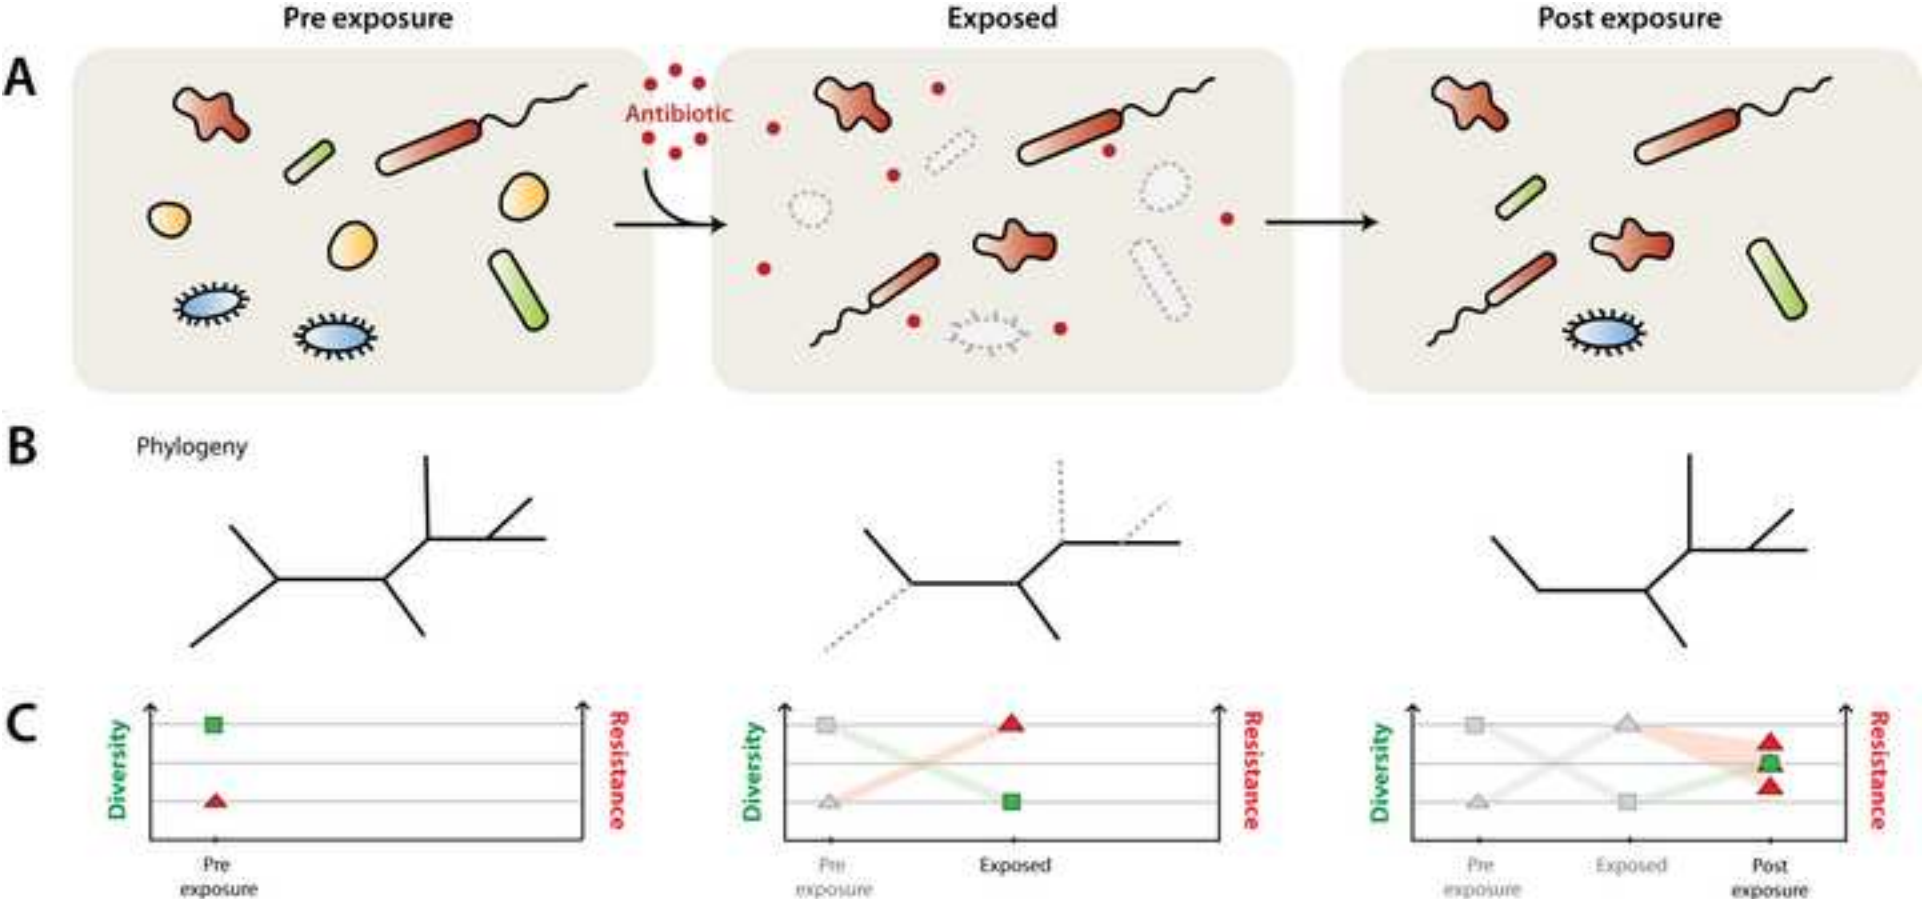 Pre exposure
Exposed
Post exposure
A
Antibiotic
B
Phylogeny
C
Diversity
Resistance
Pre
exposure
Diversity
Resistance
Pre
exposure
Exposed
Diversity
Resistance
Pre
exposure
Exposed
Post
exposure